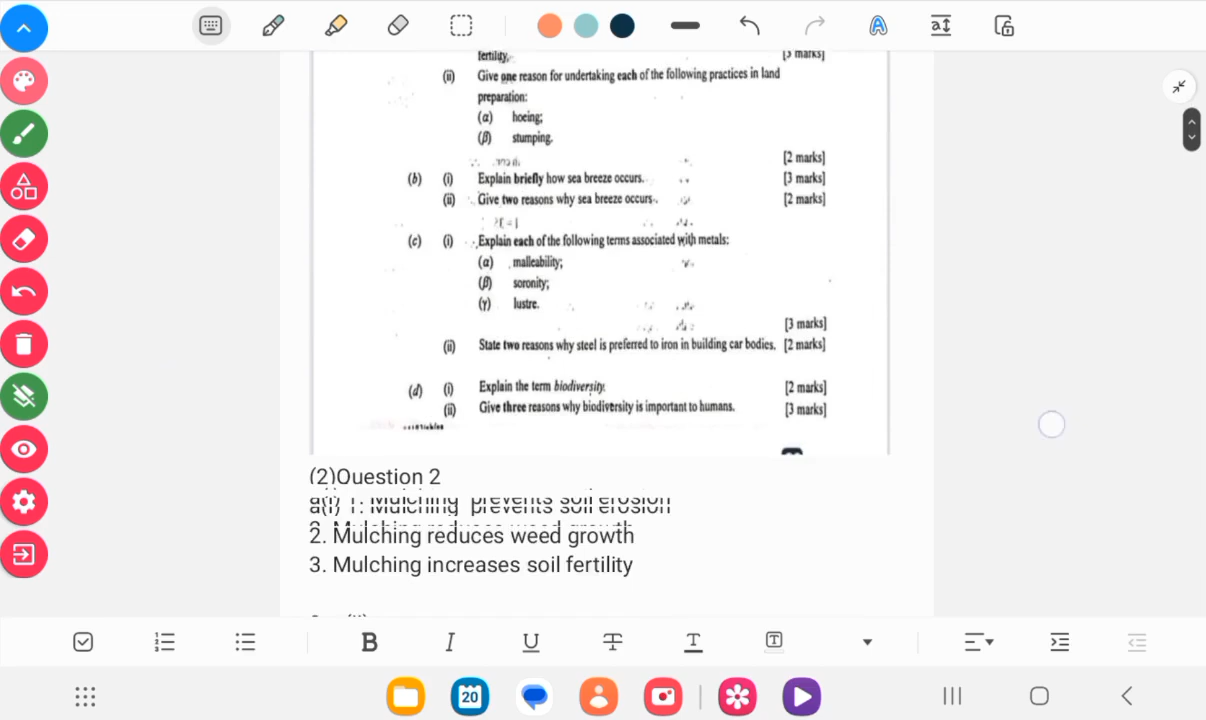 fertility. [3 marks]
(ii) Give one reason for undertaking each of the following practices in land
preparation:
(α) hoeing;
(β) stumping.
[2 marks]
(b) (i) Explain briefly how sea breeze occurs. [3 marks]
(ii) Give two reasons why sea breeze occurs. [2 marks]
(c) (i) Explain each of the following terms associated with metals:
(α) malleability;
(β) soronity;
(γ) lustre.
[3 marks]
(ii) State two reasons why steel is preferred to iron in building car bodies. [2 marks]
(d) (i) Explain the term biodiversity. [2 marks]
(ii) Give three reasons why biodiversity is important to humans. [3 marks]
(2)Question 2
a(i) 1. Mulching prevents soil erosion
2. Mulching reduces weed growth
3. Mulching increases soil fertility
20